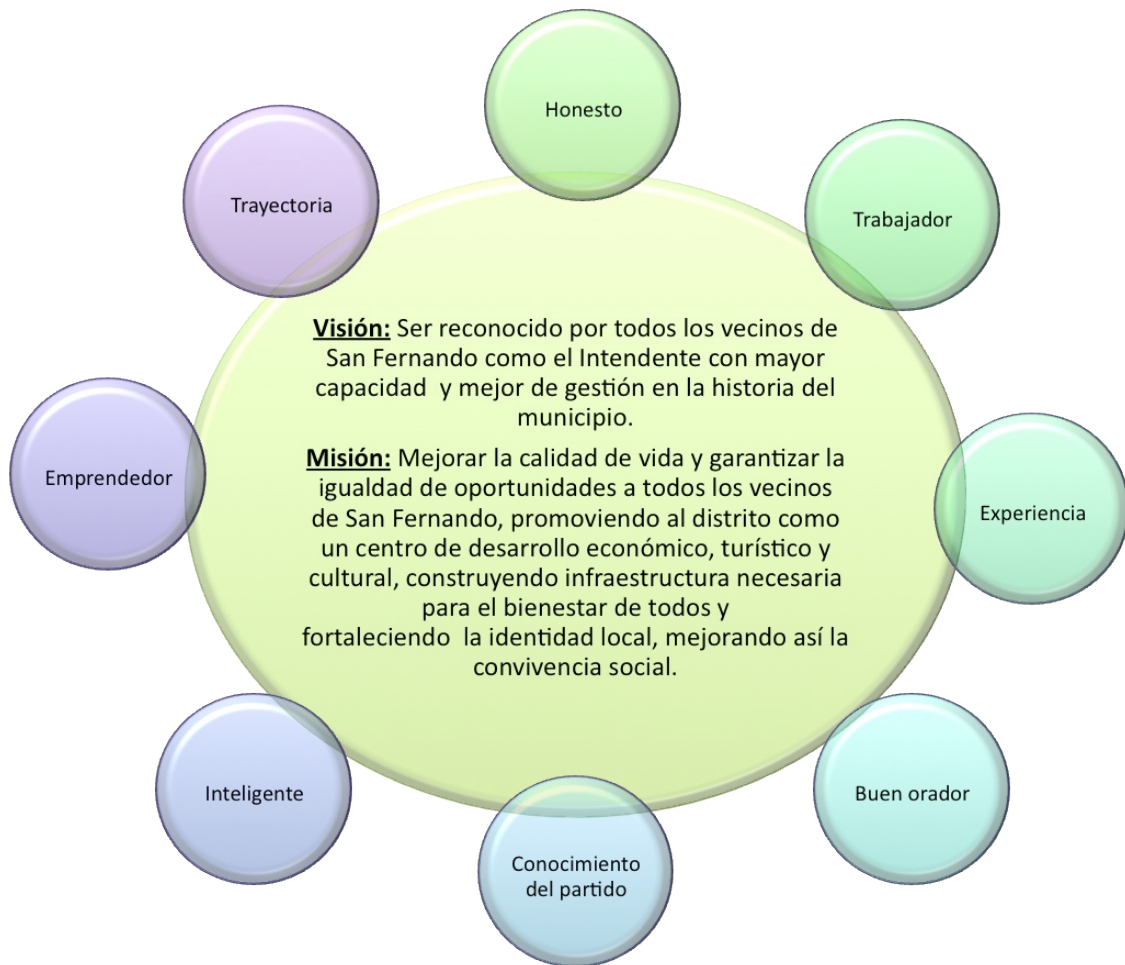 Honesto
Trayectoria
Trabajador
Visión: Ser reconocido por todos los vecinos de
San Fernando como el Intendente con mayor
capacidad  y mejor de gestión en la historia del
municipio.
Misión: Mejorar la calidad de vida y garantizar la
igualdad de oportunidades a todos los vecinos
de San Fernando, promoviendo al distrito como
un centro de desarrollo económico, turístico y
cultural, construyendo infraestructura necesaria
para el bienestar de todos y
fortaleciendo  la identidad local, mejorando así la
convivencia social.
Emprendedor
Experiencia
Inteligente
Buen orador
Conocimiento
del partido